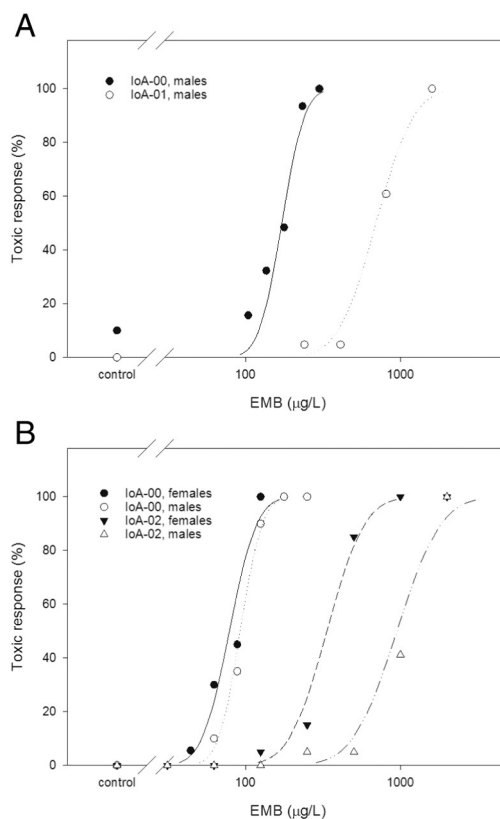 A
IoA-00, males
IoA-01, males
Toxic response (%)
100
80
60
40
20
0
control
100
1000
EMB (µg/L)
B
IoA-00, females
IoA-00, males
IoA-02, females
IoA-02, males
Toxic response (%)
100
80
60
40
20
0
control
100
1000
EMB (µg/L)